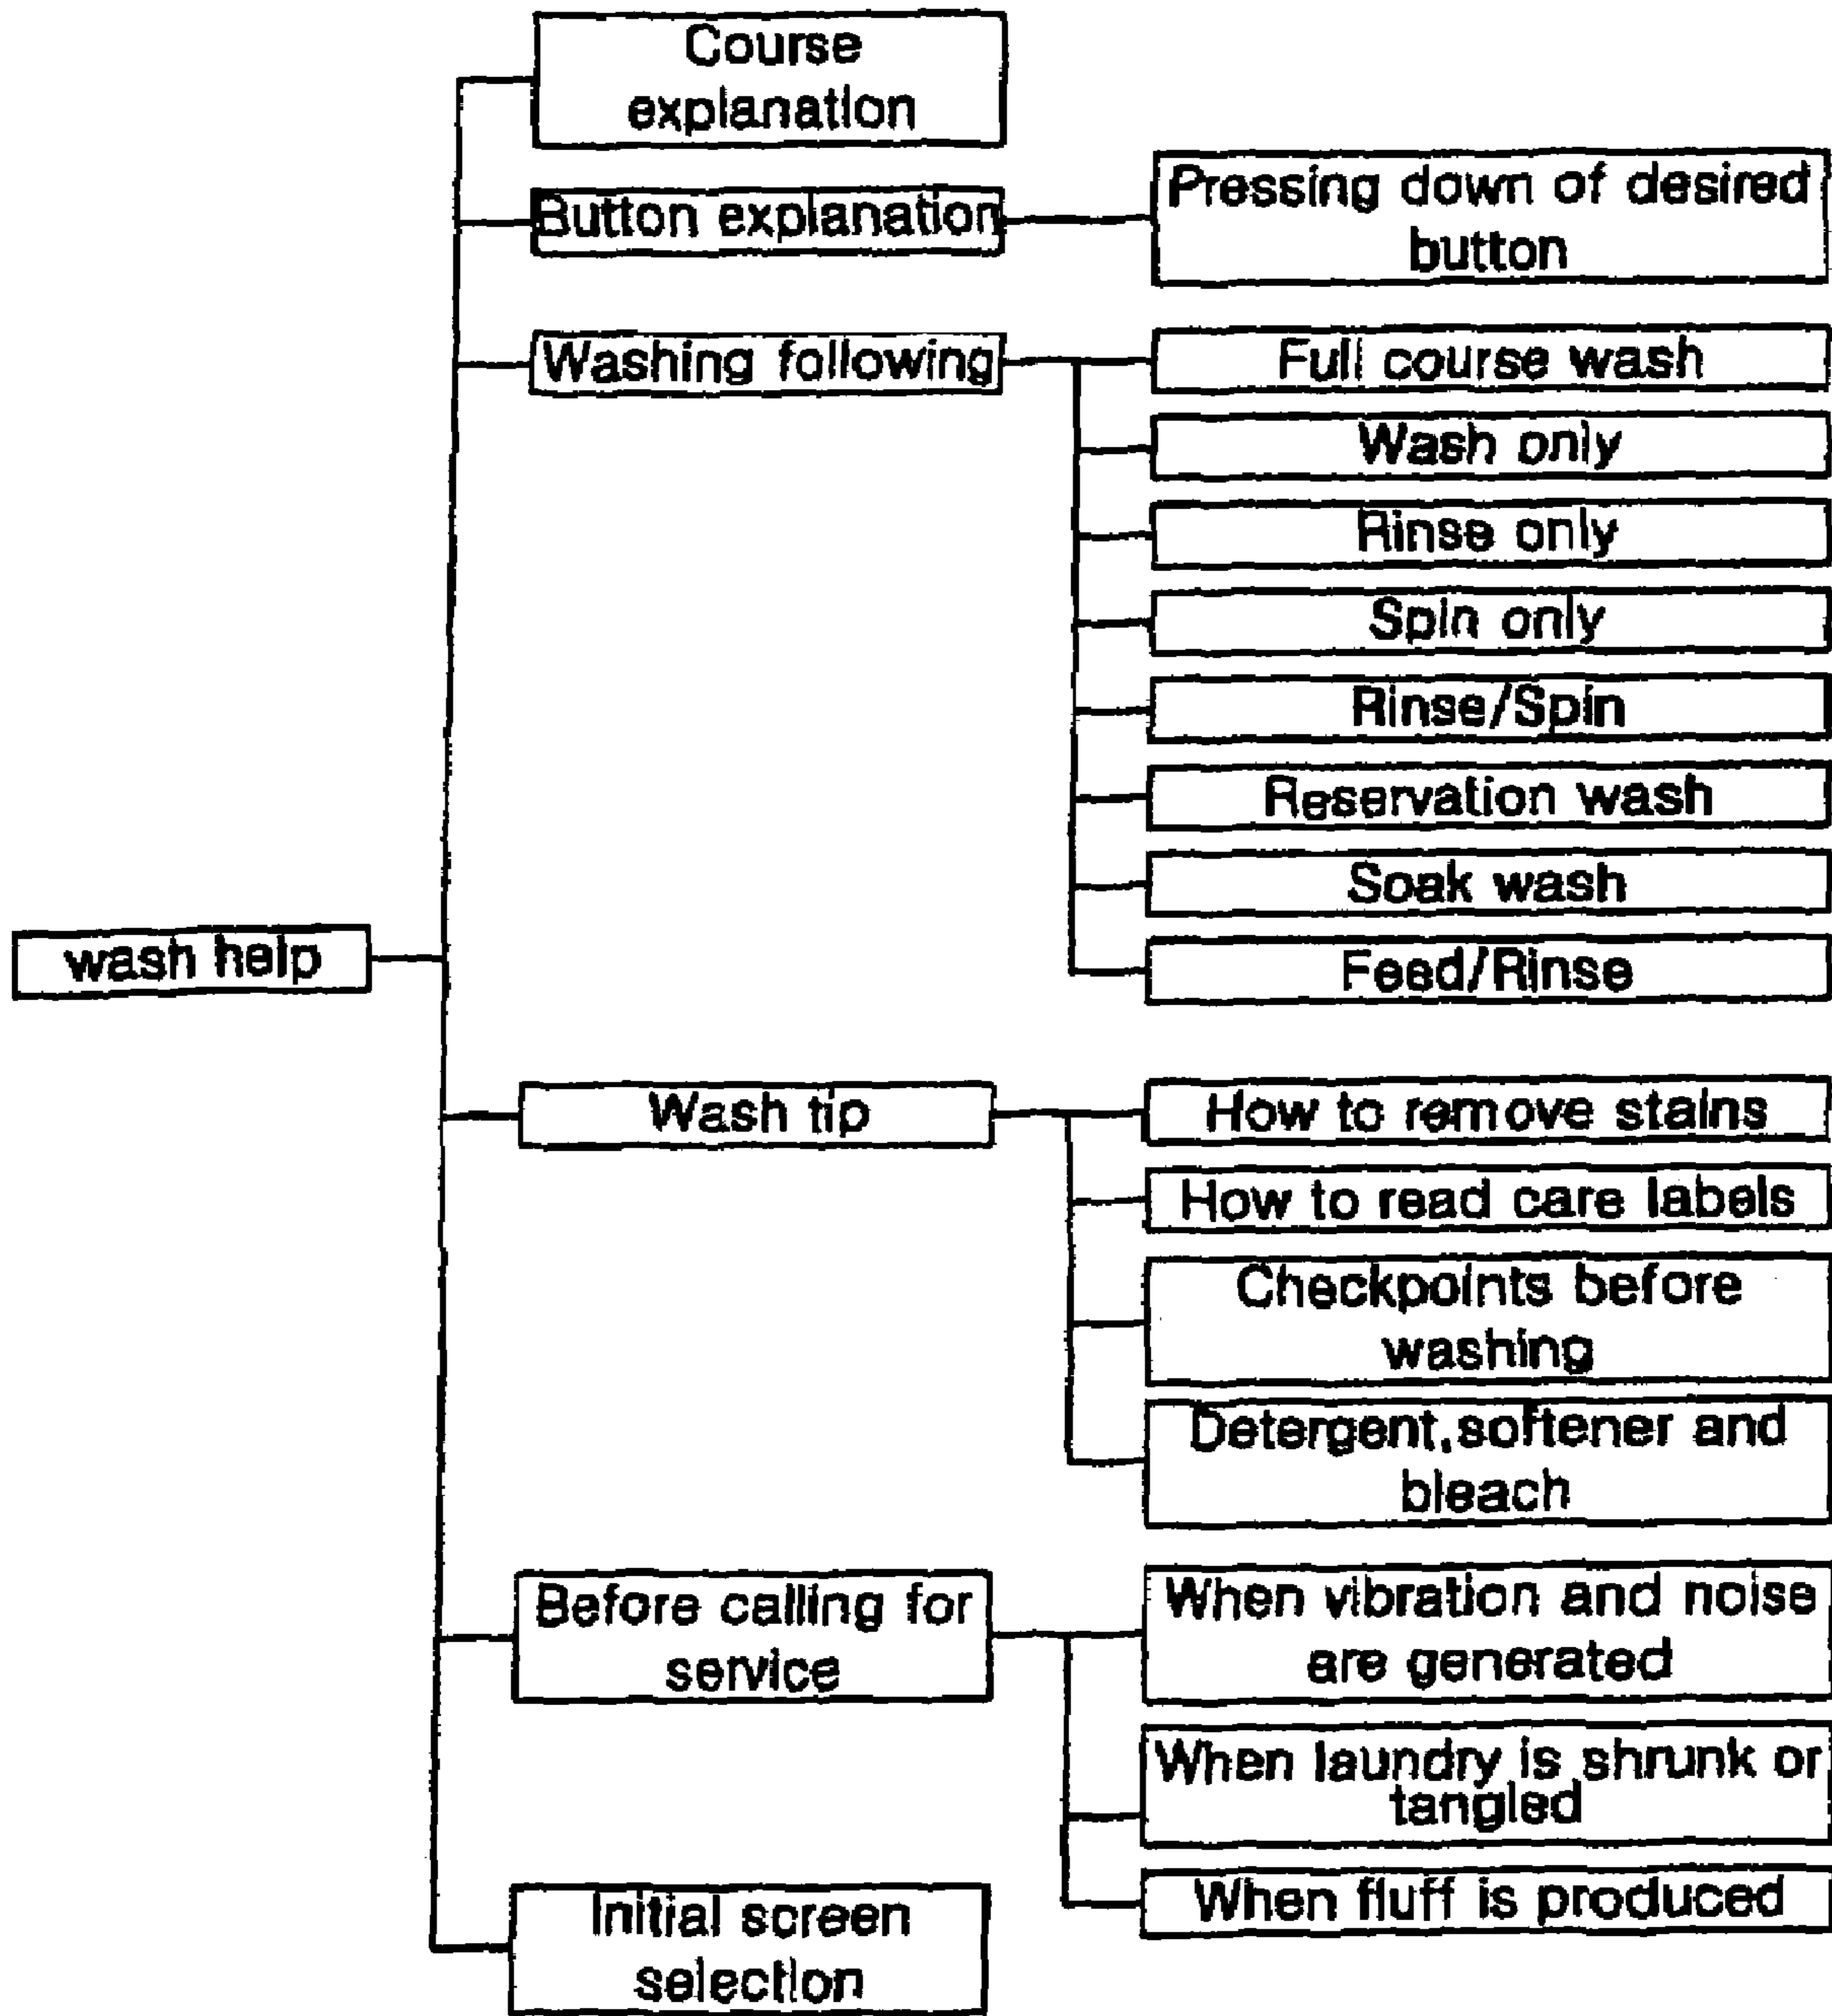 Course
explanation
Button explanation
Pressing down of desired
button
Washing following
Full course wash
Wash only
Rinse only
Spin only
Rinse/Spin
Reservation wash
Soak wash
Feed/Rinse
wash help
Wash tip
How to remove stains
How to read care labels
Checkpoints before
washing
Detergent,softener and
bleach
Before calling for
service
When vibration and noise
are generated
When laundry is shrunk or
tangled
When fluff is produced
Initial screen
selection